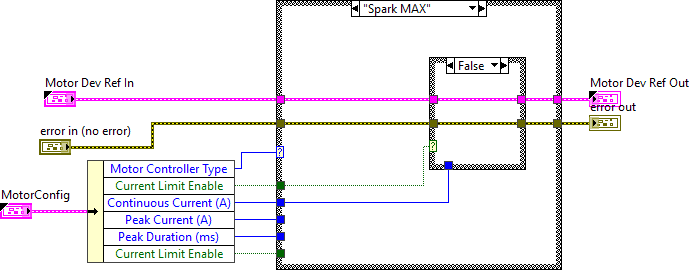 "Spark MAX"
False
Motor Dev Ref In
Motor Dev Ref Out
error out
error in (no error)
?
?
Motor Controller Type
Current Limit Enable
MotorConfig
Continuous Current (A)
Peak Current (A)
Peak Duration (ms)
Current Limit Enable